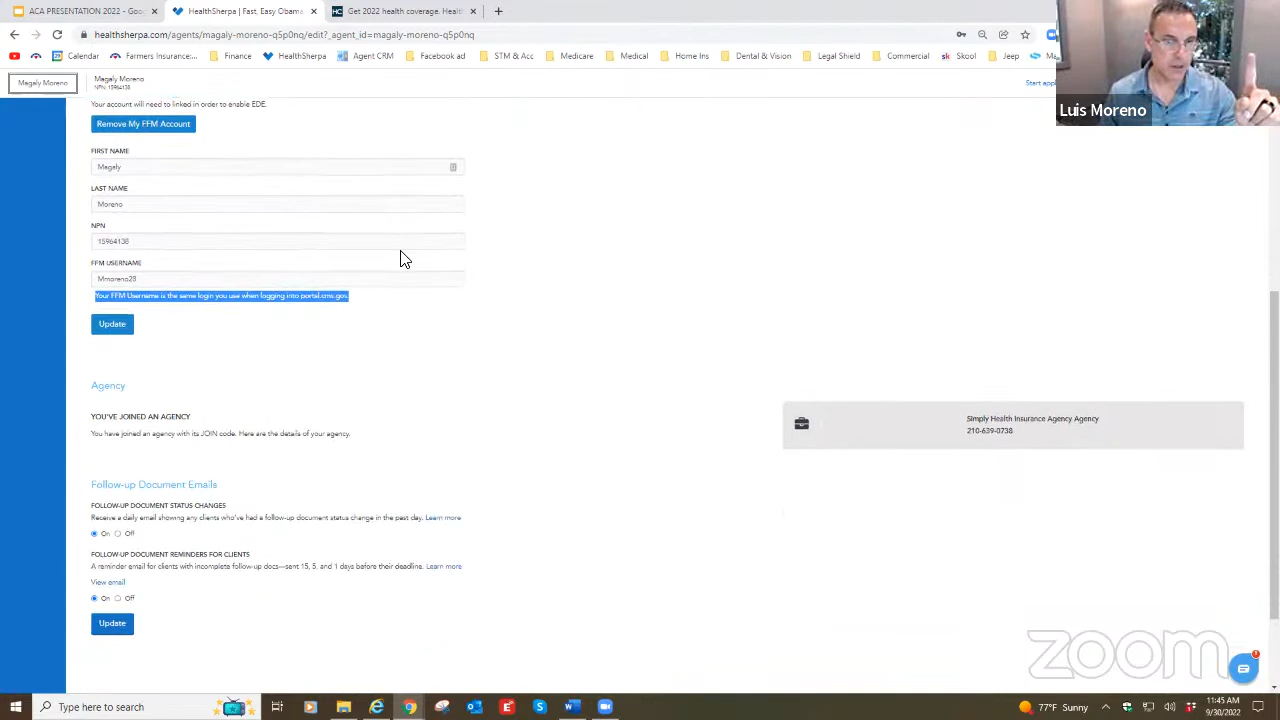 ACA PRESENTATION 2022 - Goo
HealthSherpa | Fast, Easy Obama
Get 2022 health coverage. Healt
healthsherpa.com/agents/magaly-moreno-q5p0nq/edit?_agent_id=magaly-moreno-q5p0nq
Calendar
Farmers Insurance:...
Finance
HealthSherpa
Agent CRM
Facebook ad
STM & Acc
Medicare
Medical
Home Ins
Dental & Vision
Legal Shield
Commercial
Skool
Jeep
Magaly Moreno
Magaly Moreno
NPN: 15964138
Start appl
Luis Moreno
Your account will need to linked in order to enable EDE.
Remove My FFM Account
FIRST NAME
Magaly
LAST NAME
Moreno
NPN
15964138
FFM USERNAME
Mmoreno28
Your FFM Username is the same login you use when logging into portal.cms.gov.
Update
Agency
YOU'VE JOINED AN AGENCY
You have joined an agency with its JOIN code. Here are the details of your agency.
Simply Health Insurance Agency Agency
210-639-0738
Follow-up Document Emails
FOLLOW-UP DOCUMENT STATUS CHANGES
Receive a daily email showing any clients who've had a follow-up document status change in the past day. Learn more
On Off
FOLLOW-UP DOCUMENT REMINDERS FOR CLIENTS
A reminder email for clients with incomplete follow-up docs—sent 15, 5, and 1 days before their deadline. Learn more
View email
On Off
Update
zoom
Type here to search
77°F Sunny
11:45 AM
9/30/2022